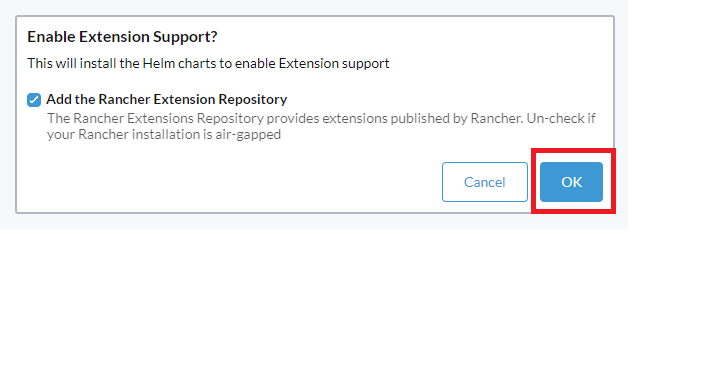 Enable Extension Support?
This will install the Helm charts to enable Extension support
Add the Rancher Extension Repository
The Rancher Extensions Repository provides extensions published by Rancher. Un-check if
your Rancher installation is air-gapped
Cancel
OK